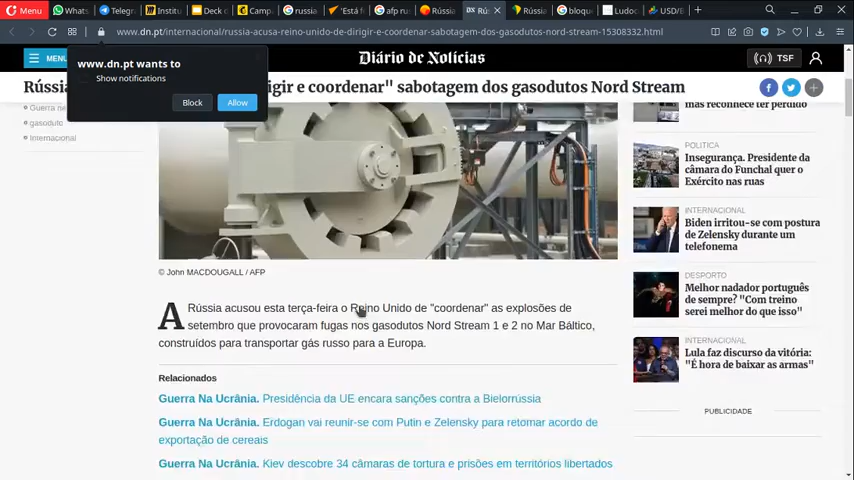 Menu
Whats
Telegr
Institu
Deck d
Camp
russia
'Está f
afp ru
Rússia
Rús
Rússia
bloque
Ludoc
USD/B
www.dn.pt/internacional/russia-acusa-reino-unido-de-dirigir-e-coordenar-sabotagem-dos-gasodutos-nord-stream-15308332.html
MENU
Diário de Notícias
TSF
www.dn.pt wants to
Show notifications
Block
Allow
Rússi
dirigir e coordenar" sabotagem dos gasodutos Nord Stream
Guerra ne
gasoduto
Internacional
mas reconhece ter perdido
POLÍTICA
Insegurança. Presidente da
câmara do Funchal quer o
Exército nas ruas
INTERNACIONAL
Biden irritou-se com postura
de Zelensky durante um
telefonema
DESPORTO
Melhor nadador português
de sempre? "Com treino
serei melhor do que isso"
INTERNACIONAL
Lula faz discurso da vitória:
"É hora de baixar as armas"
PUBLICIDADE
© John MACDOUGALL / AFP
A Rússia acusou esta terça-feira o Reino Unido de "coordenar" as explosões de
setembro que provocaram fugas nos gasodutos Nord Stream 1 e 2 no Mar Báltico,
construídos para transportar gás russo para a Europa.
Relacionados
Guerra Na Ucrânia. Presidência da UE encara sanções contra a Bielorrússia
Guerra Na Ucrânia. Erdogan vai reunir-se com Putin e Zelensky para retomar acordo de
exportação de cereais
Guerra Na Ucrânia. Kiev descobre 34 câmaras de tortura e prisões em territórios libertados